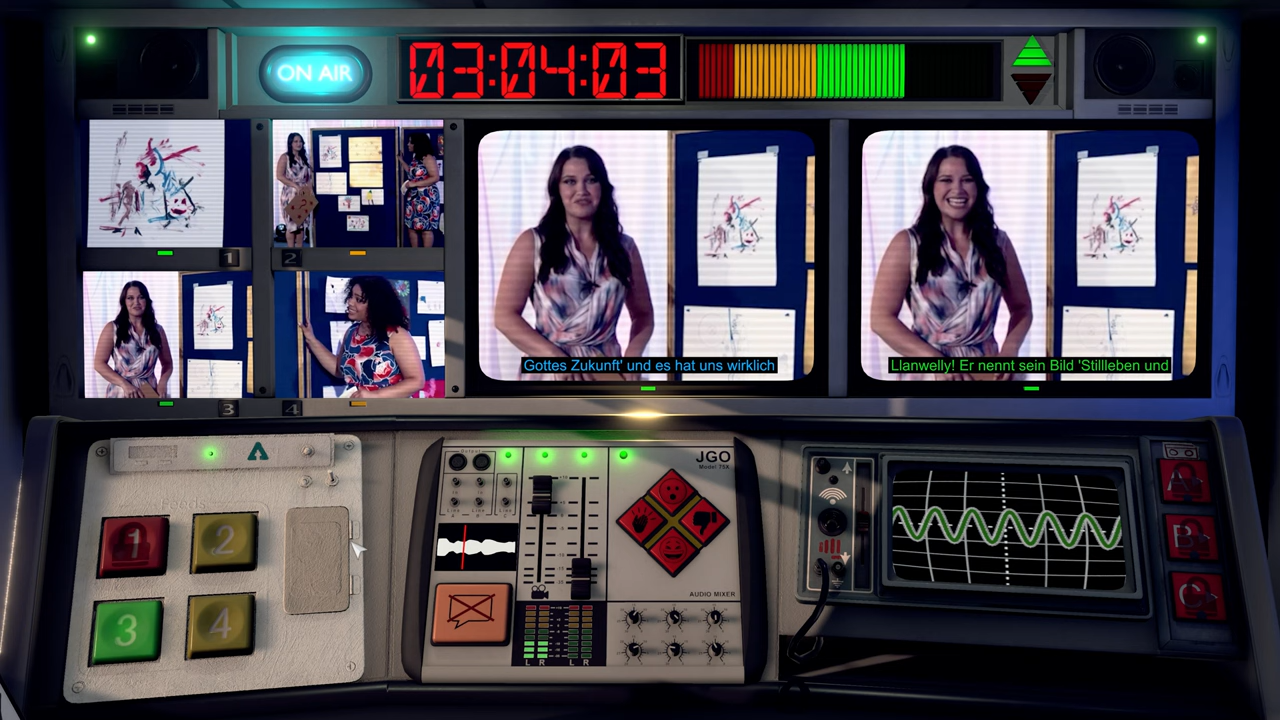 ON AIR
03:04:03
1
2
3
4
Gottes Zukunft' und es hat uns wirklich
Llanwelly! Er nennt sein Bild 'Stillleben und
Feeds
1
2
3
4
JGO
Model 75X
AUDIO MIXER
L R
L R
A
B
C